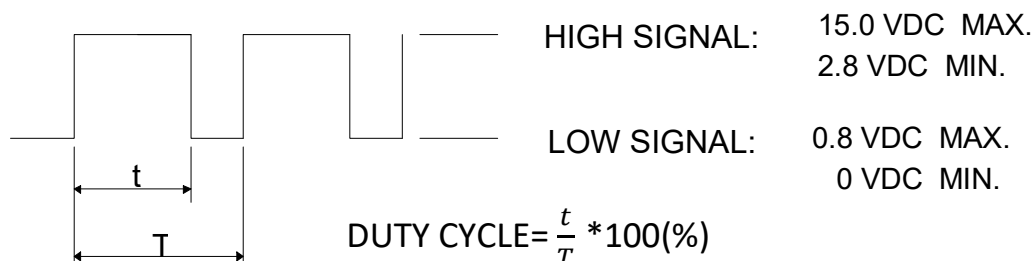 HIGH SIGNAL: 15.0 VDC MAX.
2.8 VDC MIN.
LOW SIGNAL: 0.8 VDC MAX.
0 VDC MIN.
t
T
DUTY CYCLE= t/T *100(%)